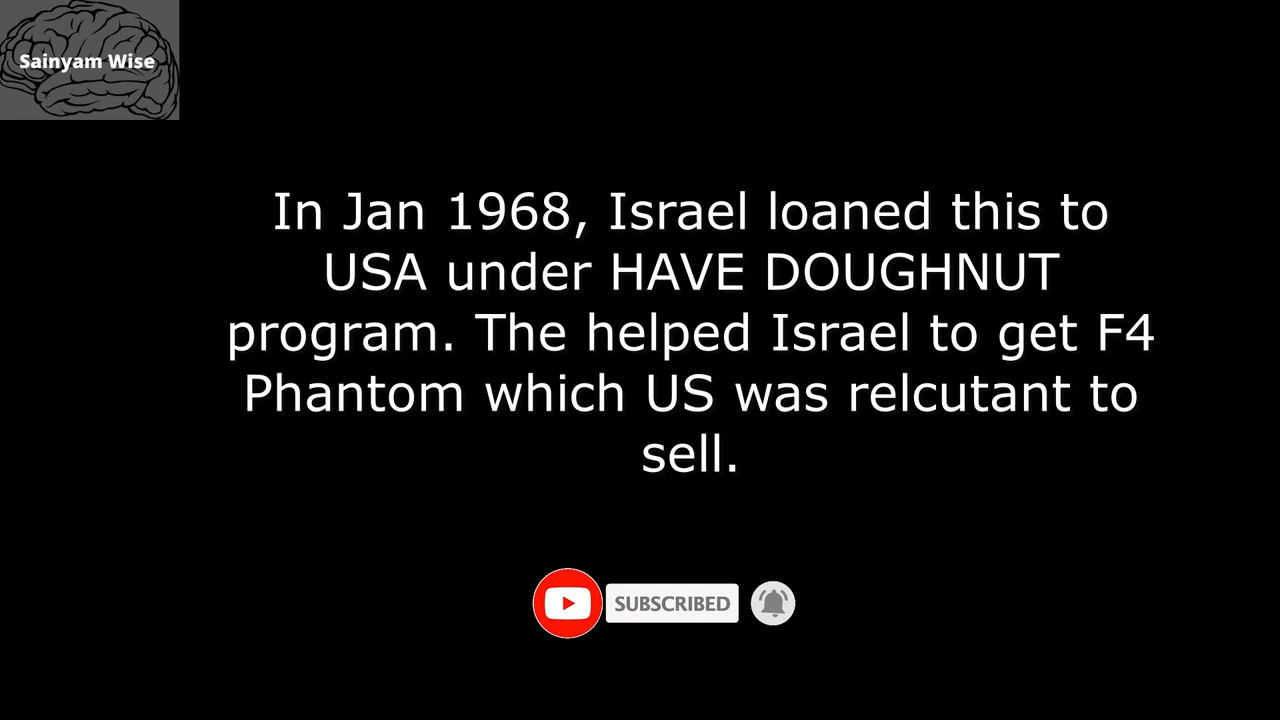 Sainyam Wise
In Jan 1968, Israel loaned this to
USA under HAVE DOUGHNUT
program. The helped Israel to get F4
Phantom which US was relcutant to
sell.
SUBSCRIBED